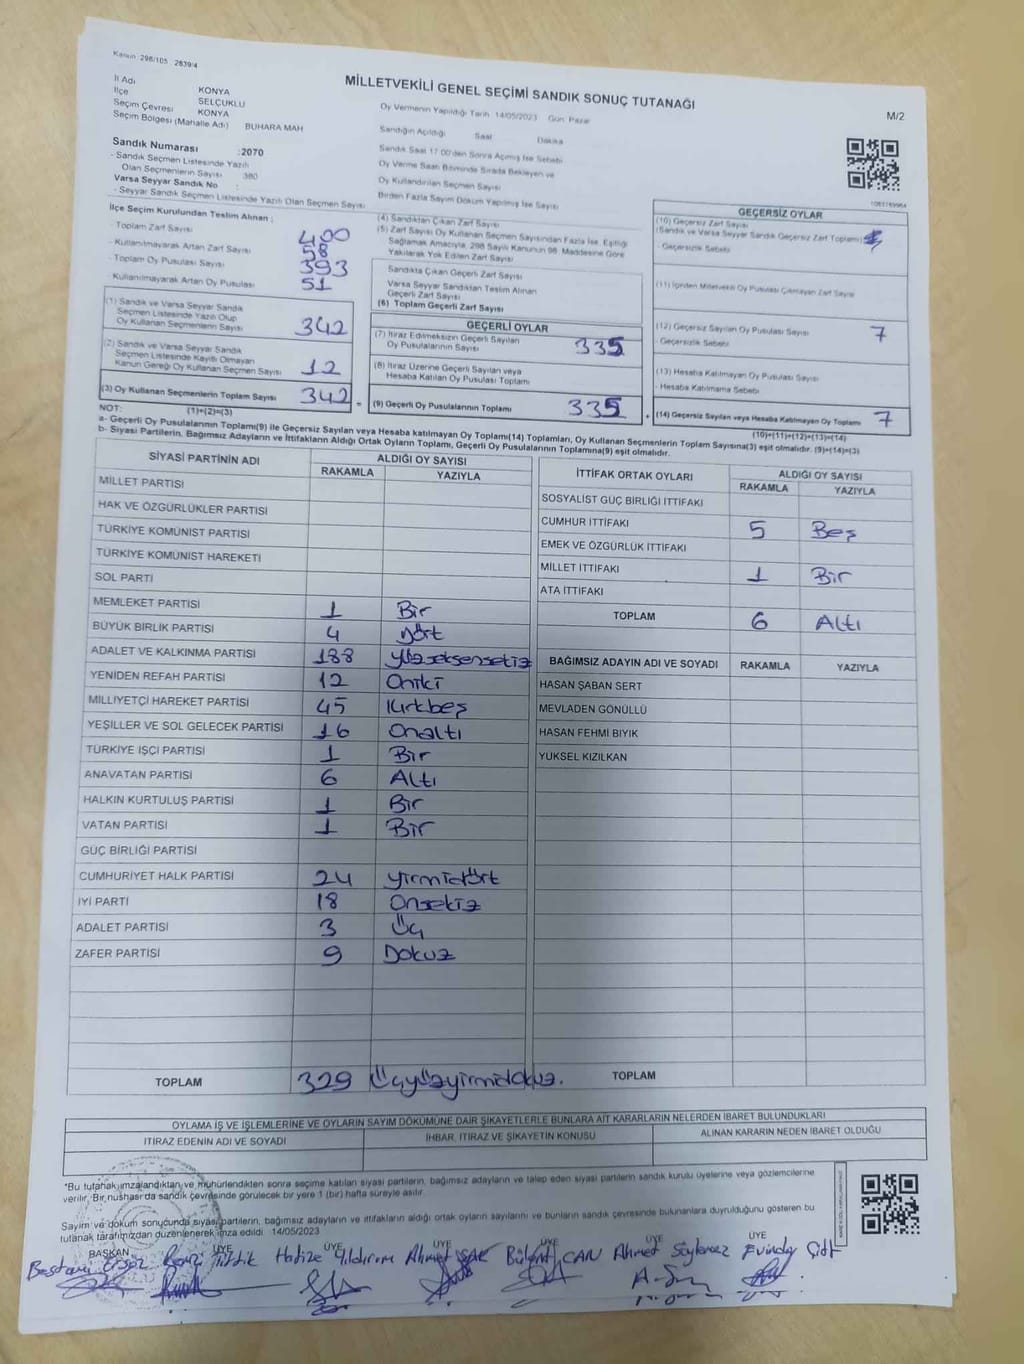 Kanun 298/105 2839/4
MİLLETVEKİLİ GENEL SEÇİMİ SANDIK SONUÇ TUTANAĞI
M/2
İl Adı KONYA
İlçe SELÇUKLU
Seçim Çevresi KONYA
Seçim Bölgesi (Mahalle Adı) BUHARA MAH
Sandık Numarası :2070
- Sandık Seçmen Listesinde Yazılı
Olan Seçmenlerin Sayısı : 380
Varsa Seyyar Sandık No :
- Seyyar Sandık Seçmen Listesinde Yazılı Olan Seçmen Sayısı
Oy Vermenin Yapıldığı Tarih 14/05/2023 Gün Pazar
Sandığın Açıldığı Saat Dakika
Sandık Saat 17:00'den Sonra Açılmış İse Sebebi
Oy Verme Saati Bitiminde Sırada Bekleyen ve
Oy Kullandırılan Seçmen Sayısı
Birden Fazla Sayım Döküm Yapılmış İse Sayısı
İlçe Seçim Kurulundan Teslim Alınan ;
- Toplam Zarf Sayısı 400
- Kullanılmayarak Artan Zarf Sayısı 58
- Toplam Oy Pusulası Sayısı 393
- Kullanılmayarak Artan Oy Pusulası 51
(1) Sandık ve Varsa Seyyar Sandık
Seçmen Listesinde Yazılı Olup
Oy Kullanan Seçmenlerin Sayısı 342
(2) Sandık ve Varsa Seyyar Sandık
Seçmen Listesinde Kayıtlı Olmayan
Kanun Gereği Oy Kullanan Seçmen Sayısı 12
(3) Oy Kullanan Seçmenlerin Toplam Sayısı 342
(1)+(2)=(3)
(4) Sandıktan Çıkan Zarf Sayısı
(5) Zarf Sayısı Oy Kullanan Seçmen Sayısından Fazla İse, Eşitliği
Sağlamak Amacıyla, 298 Sayılı Kanunun 98. Maddesine Göre
Yakılarak Yok Edilen Zarf Sayısı
Sandıkta Çıkan Geçerli Zarf Sayısı
Varsa Seyyar Sandıktan Teslim Alınan
Geçerli Zarf Sayısı
(6) Toplam Geçerli Zarf Sayısı
GEÇERLİ OYLAR
(7) İtiraz Edilmeksizin Geçerli Sayılan
Oy Pusulalarının Sayısı 335
(8) İtiraz Üzerine Geçerli Sayılan veya
Hesaba Katılan Oy Pusulası Toplamı
(9) Geçerli Oy Pusulalarının Toplamı 335
GEÇERSİZ OYLAR
(10) Geçersiz Zarf Sayısı
(Sandık ve Varsa Seyyar Sandık Geçersiz Zarf Toplamı)
- Geçersizlik Sebebi
(11) İçinden Milletvekili Oy Pusulası Çıkmayan Zarf Sayısı
(12) Geçersiz Sayılan Oy Pusulası Sayısı 7
- Geçersizlik Sebebi
(13) Hesaba Katılmayan Oy Pusulası Sayısı
- Hesaba Katılmama Sebebi
(14) Geçersiz Sayılan veya Hesaba Katılmayan Oy Toplamı 7
(10)+(11)+(12)+(13)=(14)
NOT:
a- Geçerli Oy Pusulalarının Toplamı(9) ile Geçersiz Sayılan veya Hesaba katılmayan Oy Toplamı(14) Toplamları, Oy Kullanan Seçmenlerin Toplam Sayısına(3) eşit olmalıdır. (9)+(14)=(3)
b- Siyasi Partilerin, Bağımsız Adayların ve İttifakların Aldığı Ortak Oyların Toplamı, Geçerli Oy Pusulalarının Toplamına(9) eşit olmalıdır.
SİYASİ PARTİNİN ADI ALDIĞI OY SAYISI
RAKAMLA YAZIYLA
MİLLET PARTİSİ
HAK VE ÖZGÜRLÜKLER PARTİSİ
TÜRKİYE KOMÜNİST PARTİSİ
TÜRKİYE KOMÜNİST HAREKETİ
SOL PARTİ
MEMLEKET PARTİSİ 1 Bir
BÜYÜK BİRLİK PARTİSİ 4 Dört
ADALET VE KALKINMA PARTİSİ 188 Yüzseksensekiz
YENİDEN REFAH PARTİSİ 12 Oniki
MİLLİYETÇİ HAREKET PARTİSİ 45 Kırkbeş
YEŞİLLER VE SOL GELECEK PARTİSİ 16 Onaltı
TÜRKİYE İŞÇİ PARTİSİ 1 Bir
ANAVATAN PARTİSİ 6 Altı
HALKIN KURTULUŞ PARTİSİ 1 Bir
VATAN PARTİSİ 1 Bir
GÜÇ BİRLİĞİ PARTİSİ
CUMHURİYET HALK PARTİSİ 24 yirmidört
İYİ PARTİ 18 Onsekiz
ADALET PARTİSİ 3 Üç
ZAFER PARTİSİ 9 Dokuz
TOPLAM 329 Üçyüzyirmidokuz.
İTTİFAK ORTAK OYLARI ALDIĞI OY SAYISI
RAKAMLA YAZIYLA
SOSYALİST GÜÇ BİRLİĞİ İTTİFAKI
CUMHUR İTTİFAKI 5 Beş
EMEK VE ÖZGÜRLÜK İTTİFAKI
MİLLET İTTİFAKI 1 Bir
ATA İTTİFAKI
TOPLAM 6 Altı
BAĞIMSIZ ADAYIN ADI VE SOYADI RAKAMLA YAZIYLA
HASAN ŞABAN SERT
MEVLADEN GÖNÜLLÜ
HASAN FEHMİ BIYIK
YÜKSEL KIZILKAN
TOPLAM
OYLAMA İŞ VE İŞLEMLERİNE VE OYLARIN SAYIM DÖKÜMÜNE DAİR ŞİKAYETLERLE BUNLARA AİT KARARLARIN NELERDEN İBARET BULUNDUKLARI
İTİRAZ EDENİN ADI VE SOYADI İHBAR, İTİRAZ VE ŞİKAYETİN KONUSU ALINAN KARARIN NEDEN İBARET OLDUĞU
*Bu tutanak,imzalandıktan ve mühürlendikten sonra seçime katılan siyasi partilerin, bağımsız adayların ve talep eden siyasi partilerin sandık kurulu üyelerine veya gözlemcilerine
verilir. Bir nushası da sandık çevresinde görülecek bir yere 1 (bir) hafta süreyle asılır.
Sayım ve döküm sonucunda siyasi partilerin, bağımsız adayların ve ittifakların aldığı ortak oyların sayılarını ve bunların sandık çevresinde bulunanlara duyrulduğunu gösteren bu
tutanak tarafımızdan düzenlenerek imza edildi. 14/05/2023
BAŞKAN ÜYE ÜYE ÜYE ÜYE ÜYE
Hatice Yıldırım Ahmet Bülent CAN Ahmet Söylemez